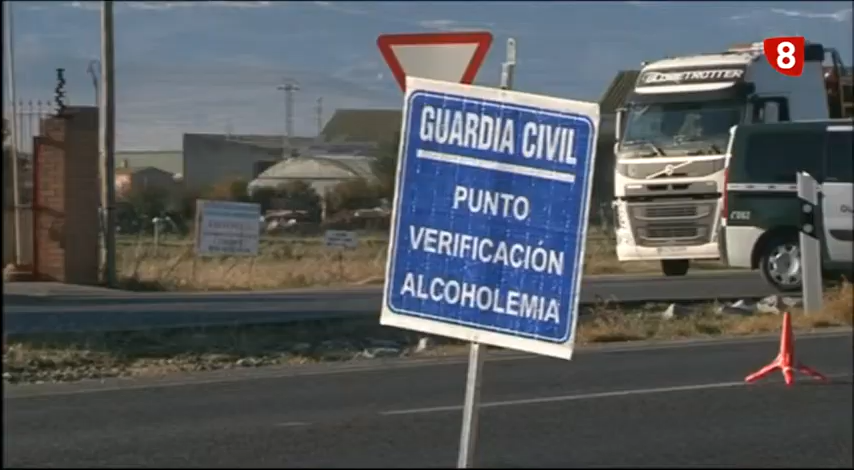 8
GLOBETROTTER
GUARDIA CIVIL
PUNTO
VERIFICACIÓN
ALCOHOLEMIA